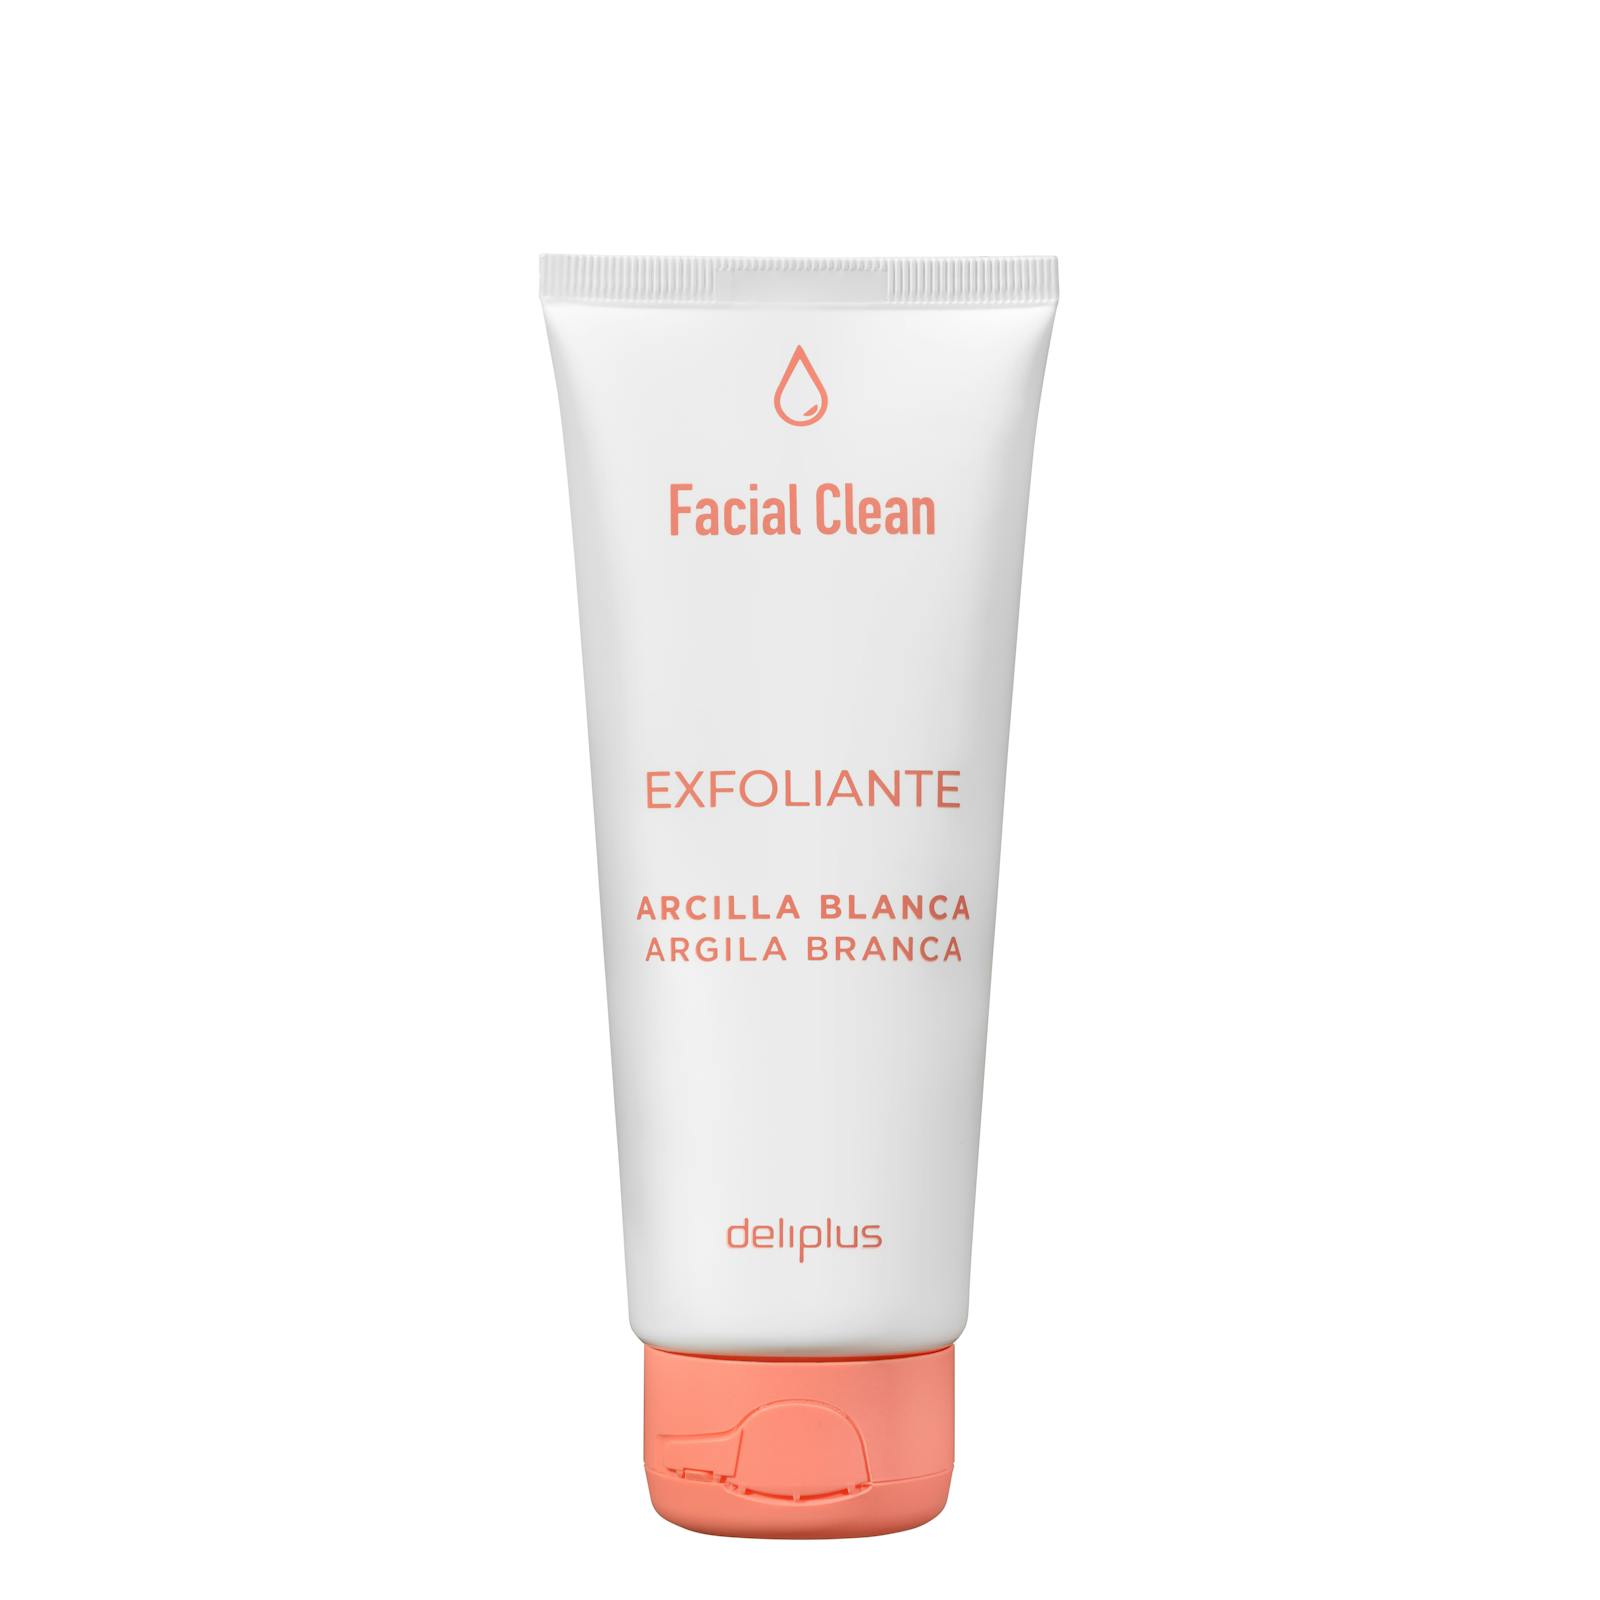 Facial Clean
EXFOLIANTE
ARCILLA BLANCA
ARGILA BRANCA
deliplus